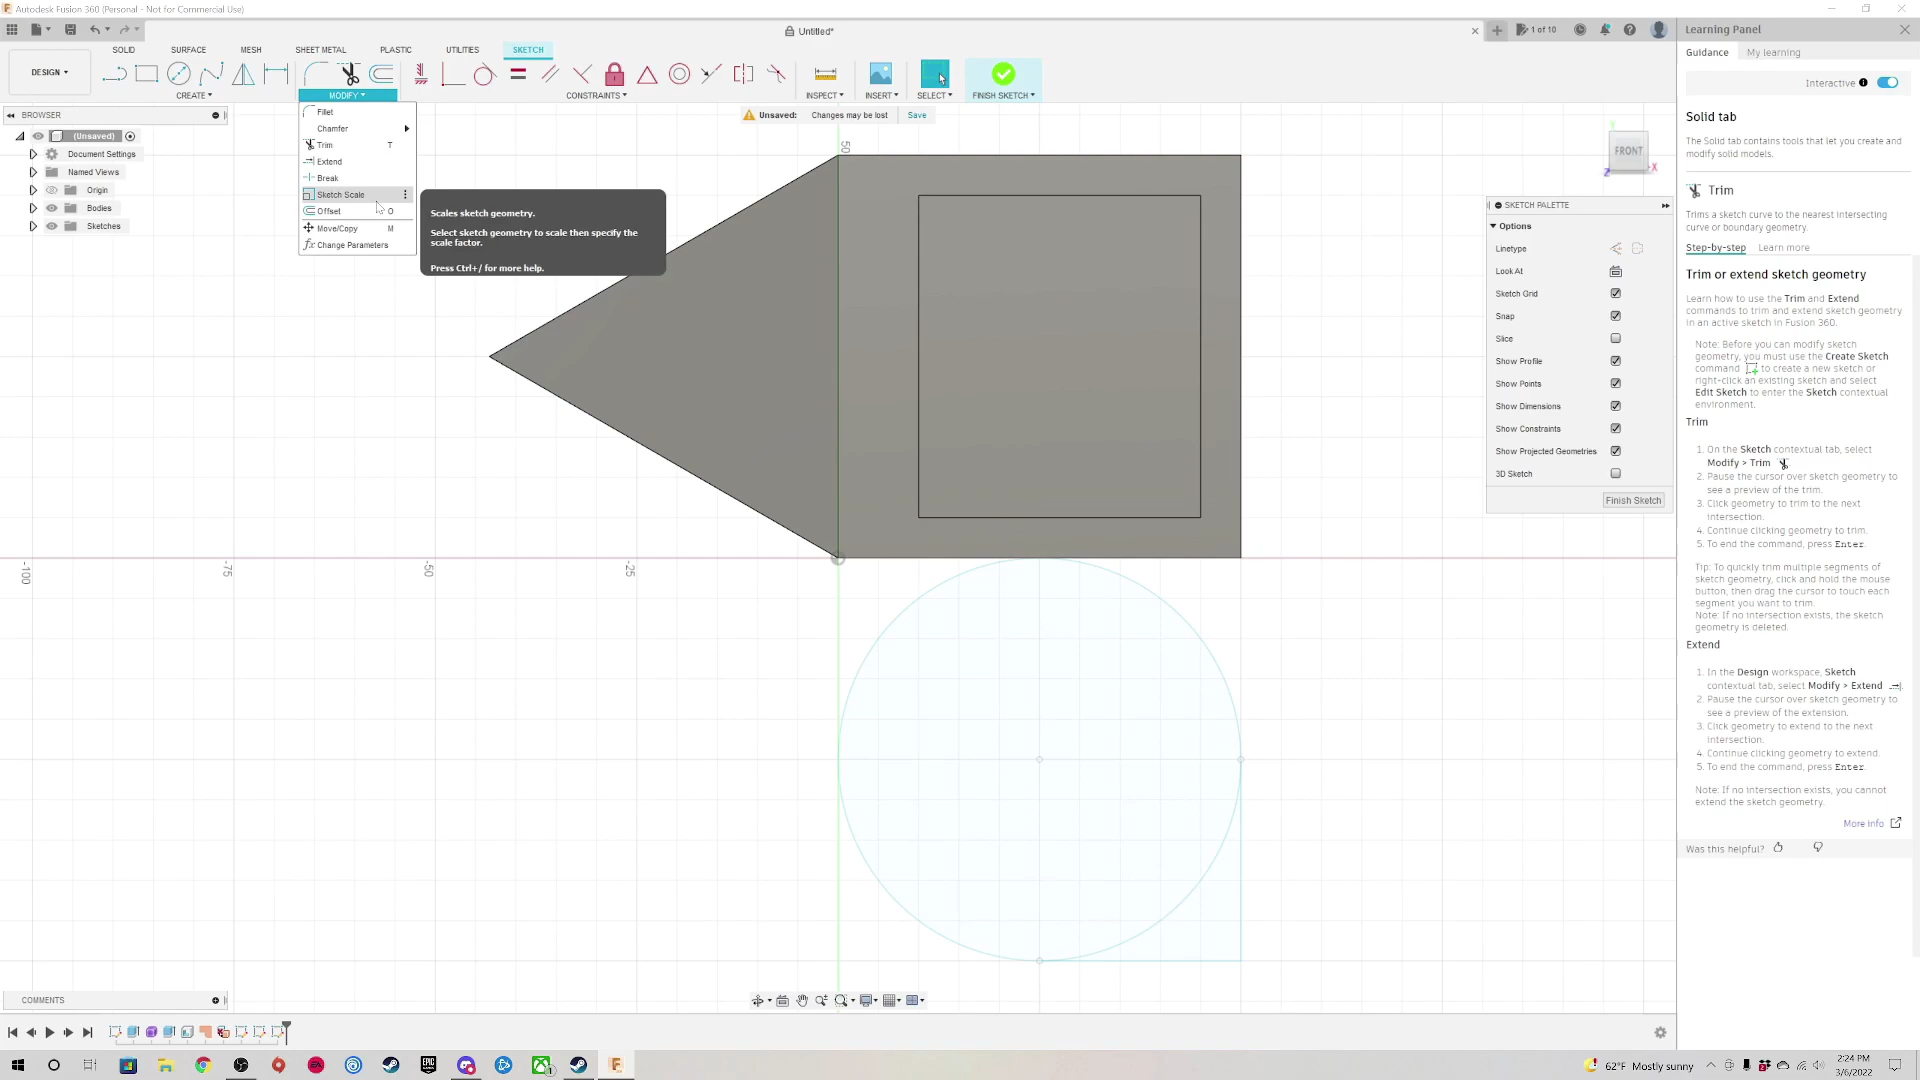 Autodesk Fusion 360 (Personal - Not for Commercial Use)
Untitled*
1 of 10
Learning Panel
SOLID
SURFACE
MESH
SHEET METAL
PLASTIC
UTILITIES
SKETCH
DESIGN
CREATE
MODIFY
CONSTRAINTS
INSPECT
INSERT
SELECT
FINISH SKETCH
Guidance
My learning
Interactive
BROWSER
(Unsaved)
Document Settings
Named Views
Origin
Bodies
Sketches
Fillet
Chamfer
Trim T
Extend
Break
Sketch Scale
Offset O
Move/Copy M
Change Parameters
Scales sketch geometry.
Select sketch geometry to scale then specify the
scale factor.
Press Ctrl+/ for more help.
Unsaved: Changes may be lost Save
50
FRONT
X
Y
Z
-100
-75
-50
-25
SKETCH PALETTE
Options
Linetype
Look At
Sketch Grid
Snap
Slice
Show Profile
Show Points
Show Dimensions
Show Constraints
Show Projected Geometries
3D Sketch
Finish Sketch
Solid tab
The Solid tab contains tools that let you create and
modify solid models.
Trim
Trims a sketch curve to the nearest intersecting
curve or boundary geometry.
Step-by-step
Learn more
Trim or extend sketch geometry
Learn how to use the Trim and Extend
commands to trim and extend sketch geometry
in an active sketch in Fusion 360.
Note: Before you can modify sketch
geometry, you must use the Create Sketch
command to create a new sketch or
right-click an existing sketch and select
Edit Sketch to enter the Sketch contextual
environment.
Trim
1. On the Sketch contextual tab, select
Modify > Trim
2. Pause the cursor over sketch geometry to
see a preview of the trim.
3. Click geometry to trim to the next
intersection.
4. Continue clicking geometry to trim.
5. To end the command, press Enter.
Tip: To quickly trim multiple segments of
sketch geometry, click and hold the mouse
button, then drag the cursor to touch each
segment you want to trim.
Note: If no intersection exists, the sketch
geometry is deleted.
Extend
1. In the Design workspace, Sketch
contextual tab, select Modify > Extend
2. Pause the cursor over sketch geometry to
see a preview of the extension.
3. Click geometry to extend to the next
intersection.
4. Continue clicking geometry to extend.
5. To end the command, press Enter.
Note: If no intersection exists, you cannot
extend the sketch geometry.
More info
Was this helpful?
COMMENTS
62°F Mostly sunny
2:24 PM
3/6/2022